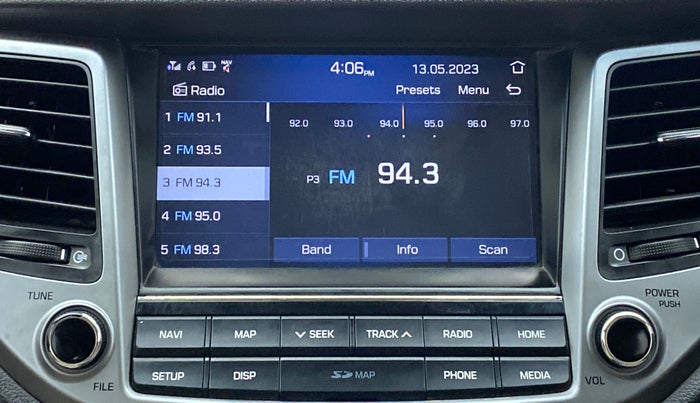 NAV
4:06 PM 13.05.2023
Radio Presets Menu
1 FM 91.1
2 FM 93.5
3 FM 94.3
4 FM 95.0
5 FM 98.3
92.0 93.0 94.0 95.0 96.0 97.0
P3 FM 94.3
Band Info Scan
TUNE
FILE
POWER
PUSH
VOL
NAVI MAP SEEK TRACK RADIO HOME
SETUP DISP SD MAP PHONE MEDIA